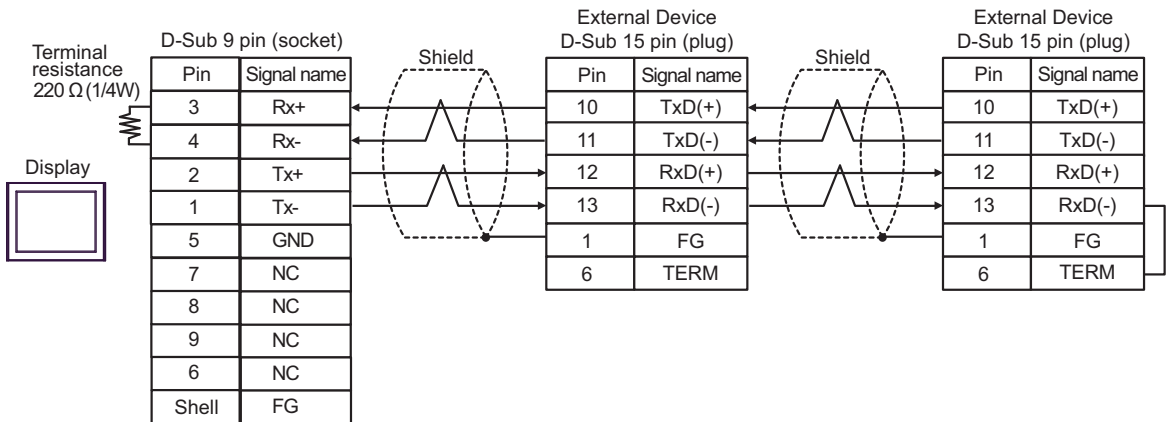 Terminal
resistance
220 Ω (1/4W)
Display
D-Sub 9 pin (socket)
Pin Signal name
3 Rx+
4 Rx-
2 Tx+
1 Tx-
5 GND
7 NC
8 NC
9 NC
6 NC
Shell FG
Shield
External Device
D-Sub 15 pin (plug)
Pin Signal name
10 TxD(+)
11 TxD(-)
12 RxD(+)
13 RxD(-)
1 FG
6 TERM
Shield
External Device
D-Sub 15 pin (plug)
Pin Signal name
10 TxD(+)
11 TxD(-)
12 RxD(+)
13 RxD(-)
1 FG
6 TERM